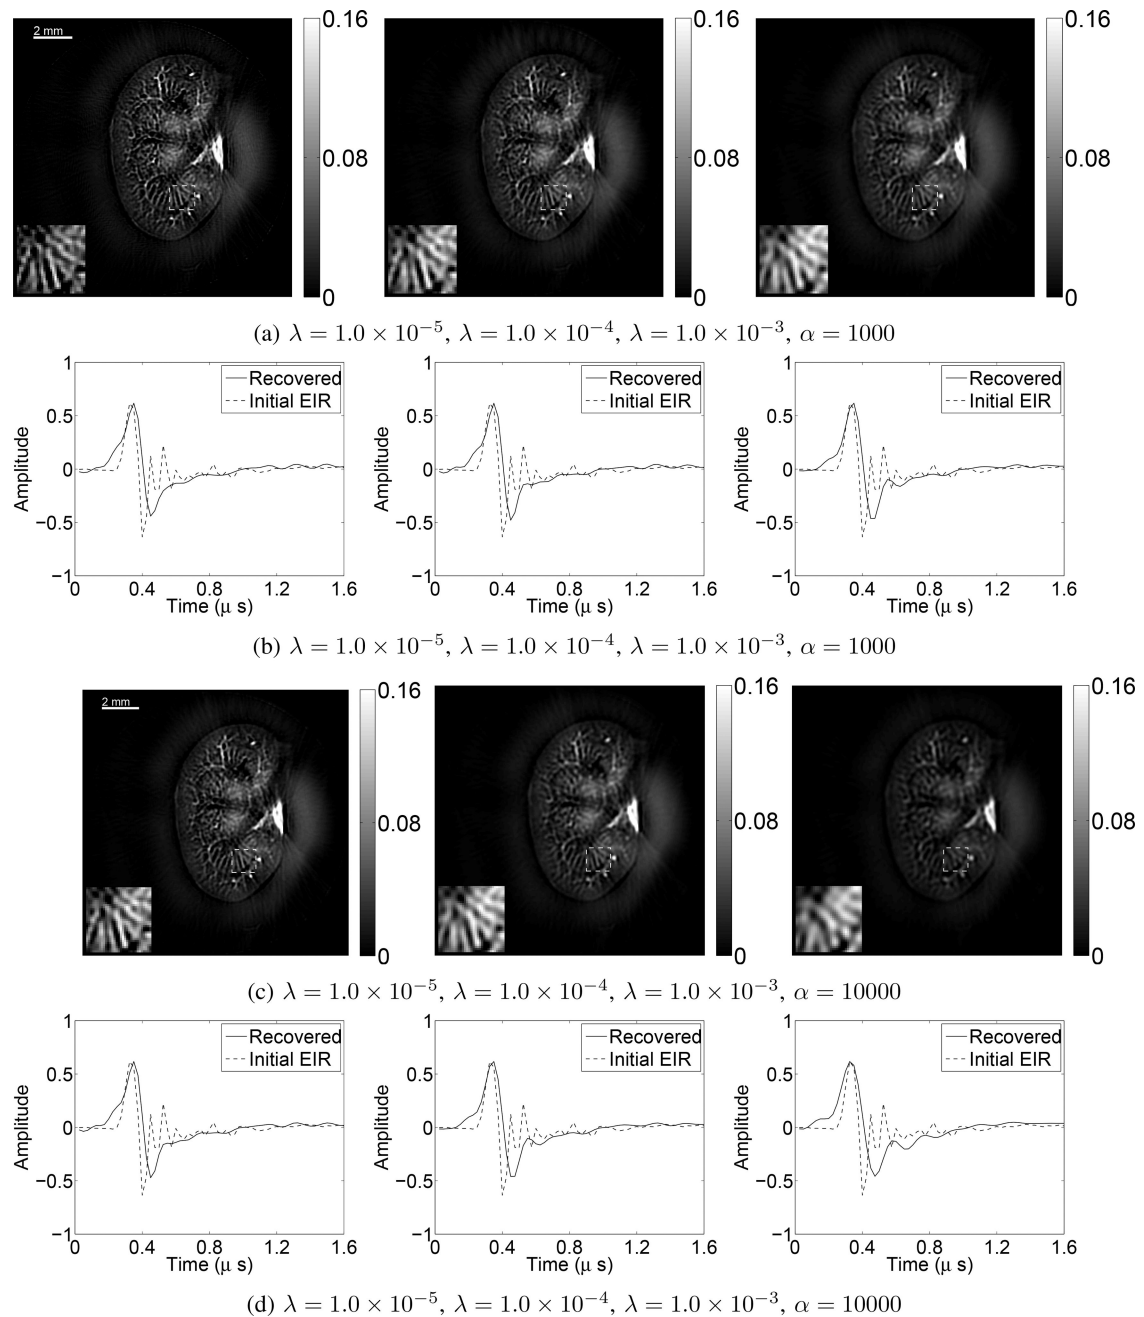 2 mm
0.16 0.16 0.16
0.08 0.08 0.08
0 0 0
(a) λ = 1.0 × 10⁻⁵, λ = 1.0 × 10⁻⁴, λ = 1.0 × 10⁻³, α = 1000
Amplitude
1
0.5
0
−0.5
−1
0 0.4 0.8 1.2 1.6
Time (μ s)
Recovered
Initial EIR
Amplitude
1
0.5
0
−0.5
−1
0 0.4 0.8 1.2 1.6
Time (μ s)
Recovered
Initial EIR
Amplitude
1
0.5
0
−0.5
−1
0 0.4 0.8 1.2 1.6
Time (μ s)
Recovered
Initial EIR
(b) λ = 1.0 × 10⁻⁵, λ = 1.0 × 10⁻⁴, λ = 1.0 × 10⁻³, α = 1000
2 mm
0.16 0.16 0.16
0.08 0.08 0.08
0 0 0
(c) λ = 1.0 × 10⁻⁵, λ = 1.0 × 10⁻⁴, λ = 1.0 × 10⁻³, α = 10000
Amplitude
1
0.5
0
−0.5
−1
0 0.4 0.8 1.2 1.6
Time (μ s)
Recovered
Initial EIR
Amplitude
1
0.5
0
−0.5
−1
0 0.4 0.8 1.2 1.6
Time (μ s)
Recovered
Initial EIR
Amplitude
1
0.5
0
−0.5
−1
0 0.4 0.8 1.2 1.6
Time (μ s)
Recovered
Initial EIR
(d) λ = 1.0 × 10⁻⁵, λ = 1.0 × 10⁻⁴, λ = 1.0 × 10⁻³, α = 10000